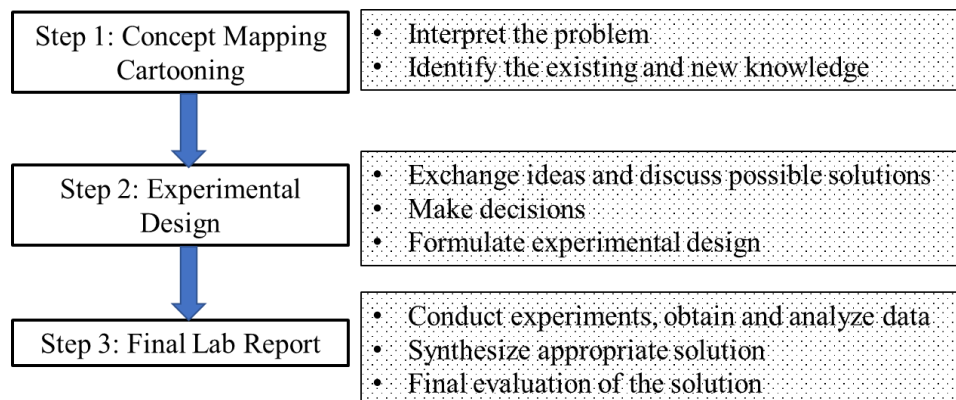 Step 1: Concept Mapping
Cartooning
• Interpret the problem
• Identify the existing and new knowledge
Step 2: Experimental
Design
• Exchange ideas and discuss possible solutions
• Make decisions
• Formulate experimental design
Step 3: Final Lab Report
• Conduct experiments, obtain and analyze data
• Synthesize appropriate solution
• Final evaluation of the solution